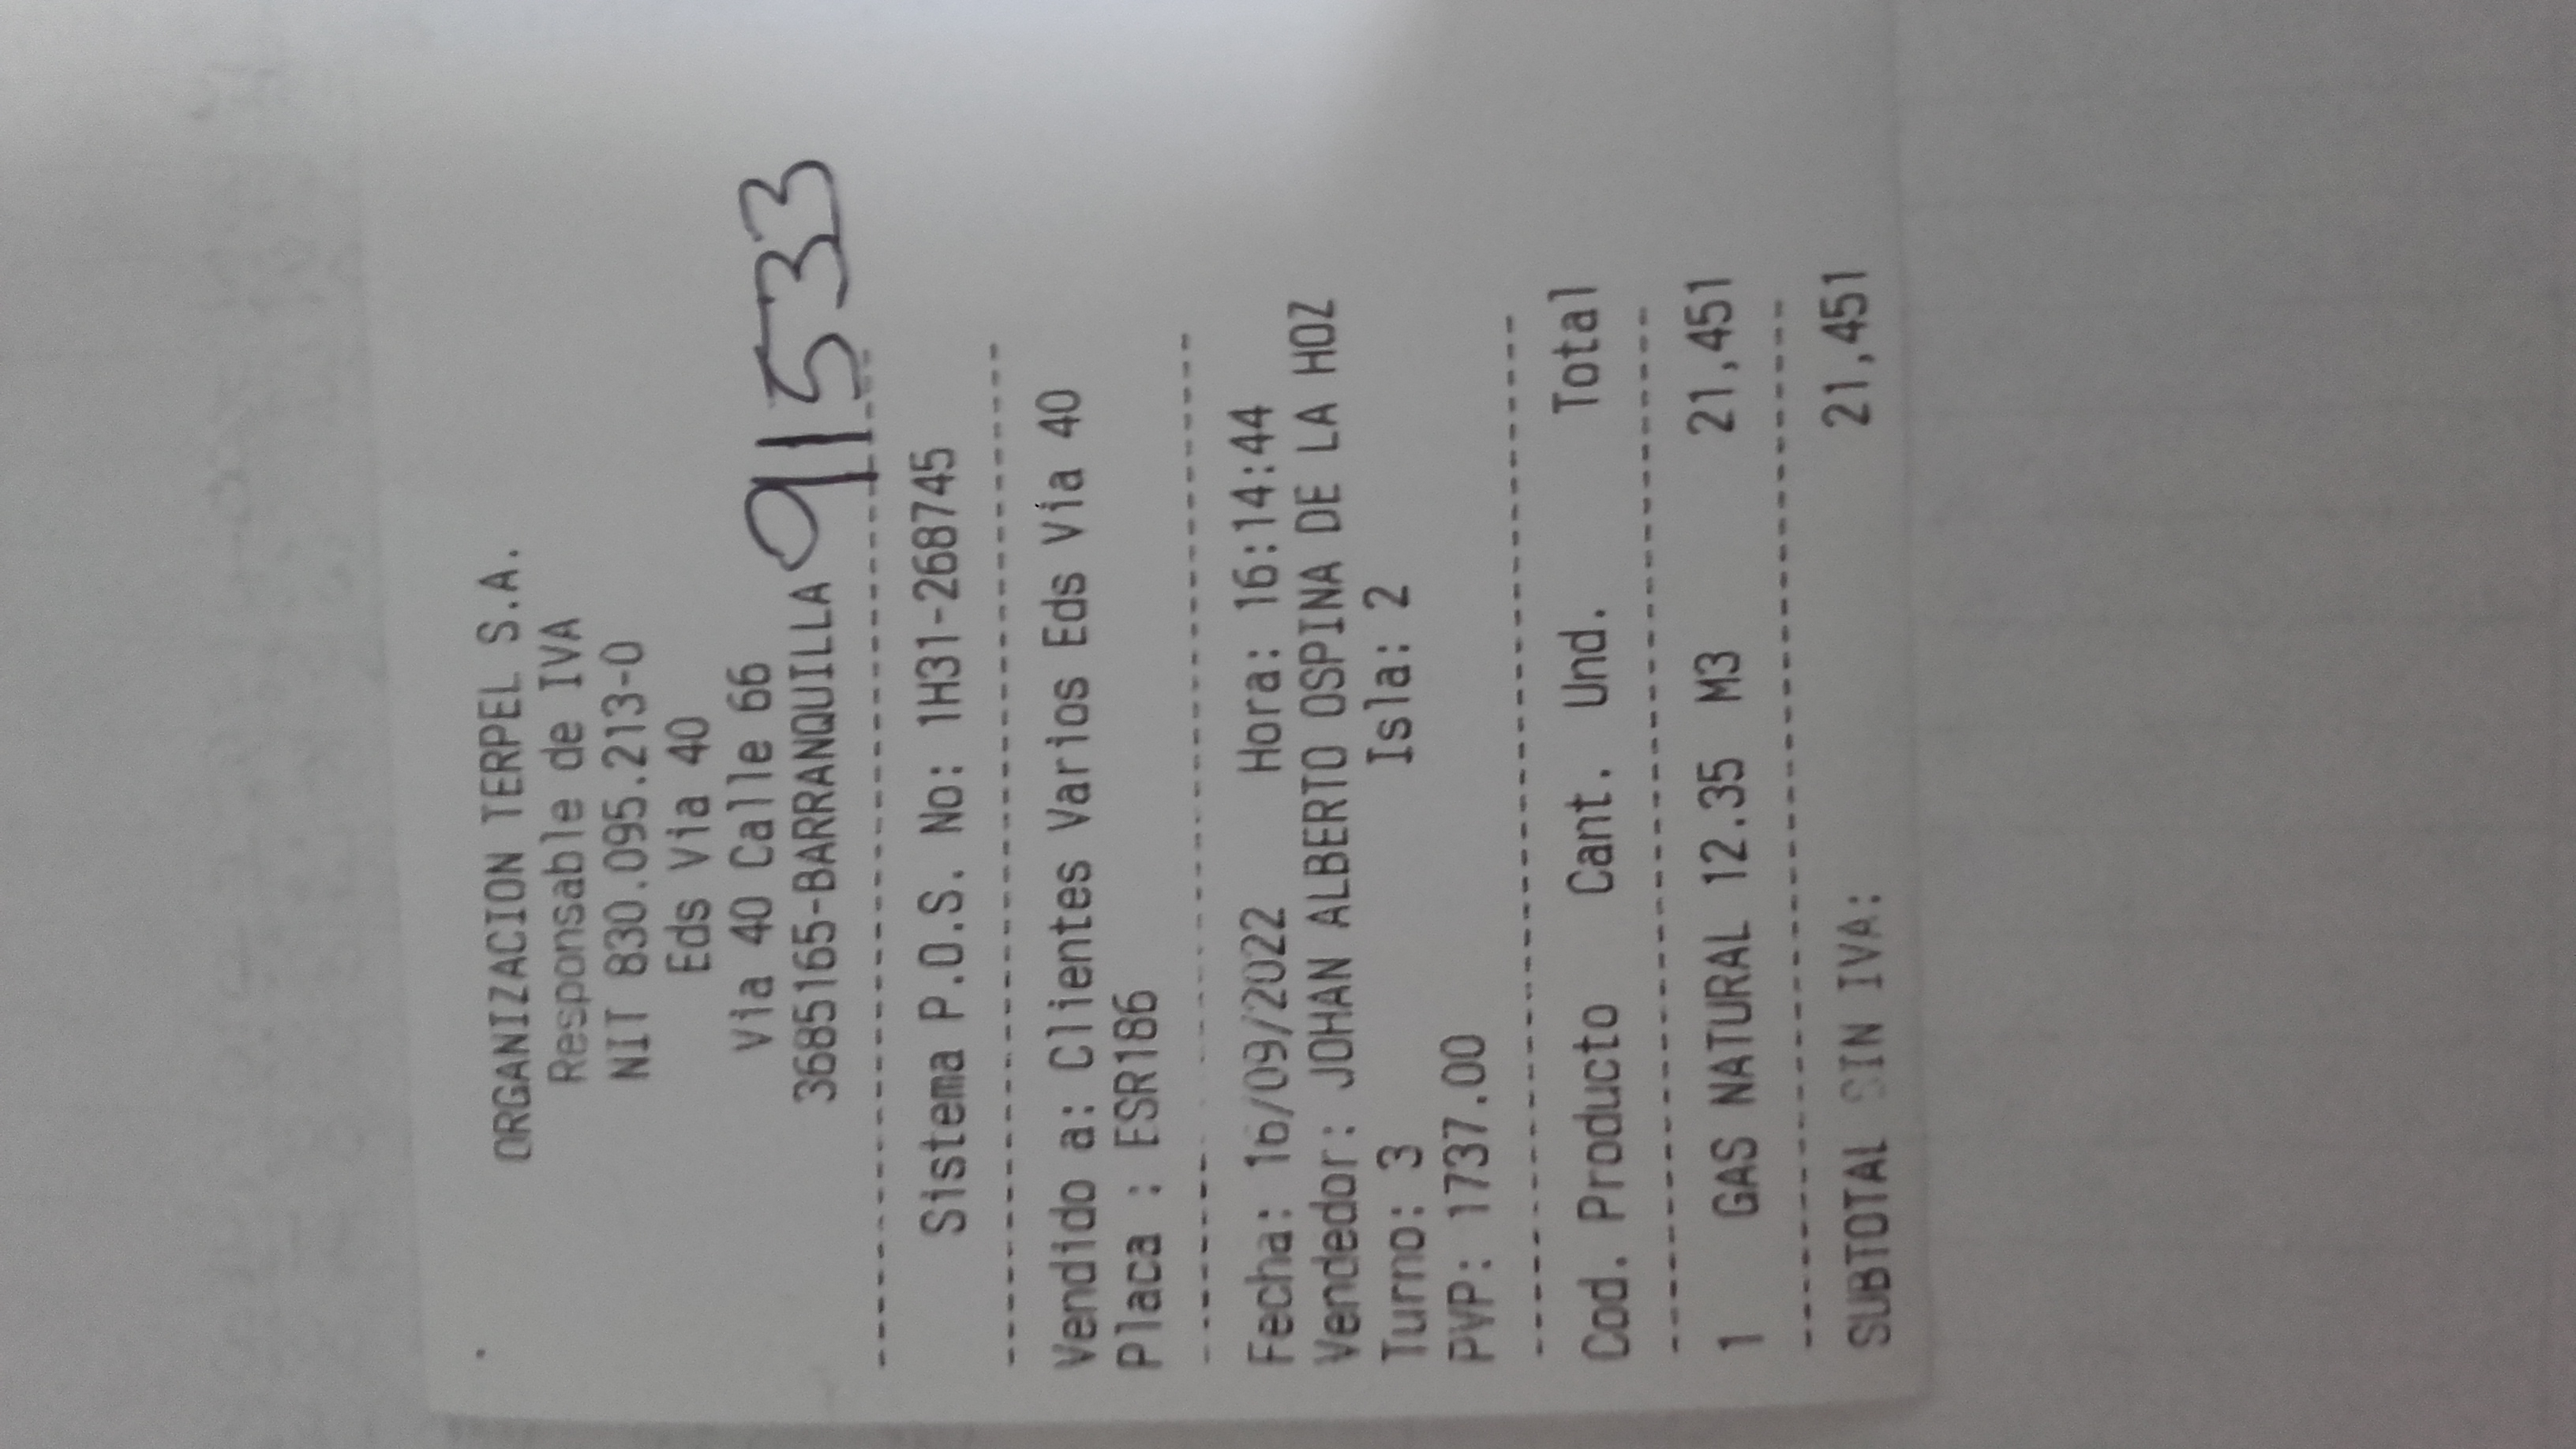 ORGANIZACION TERPEL S.A.
Responsable de IVA
NIT 830.095.213-0
Eds Via 40
Via 40 Calle 66
3685165-BARRANQUILLA 911533
Sistema P.O.S. No: 1H31-268745
Vendido a: Clientes Varios Eds Via 40
Placa : ESR186
Fecha: 16/09/2022 Hora: 16:14:44
Vendedor: JOHAN ALBERTO OSPINA DE LA HOZ
Turno: 3 Isla: 2
PVP: 1737.00
Cod. Producto Cant. Und. Total
1 GAS NATURAL 12.35 M3 21,451
SUBTOTAL SIN IVA: 21,451